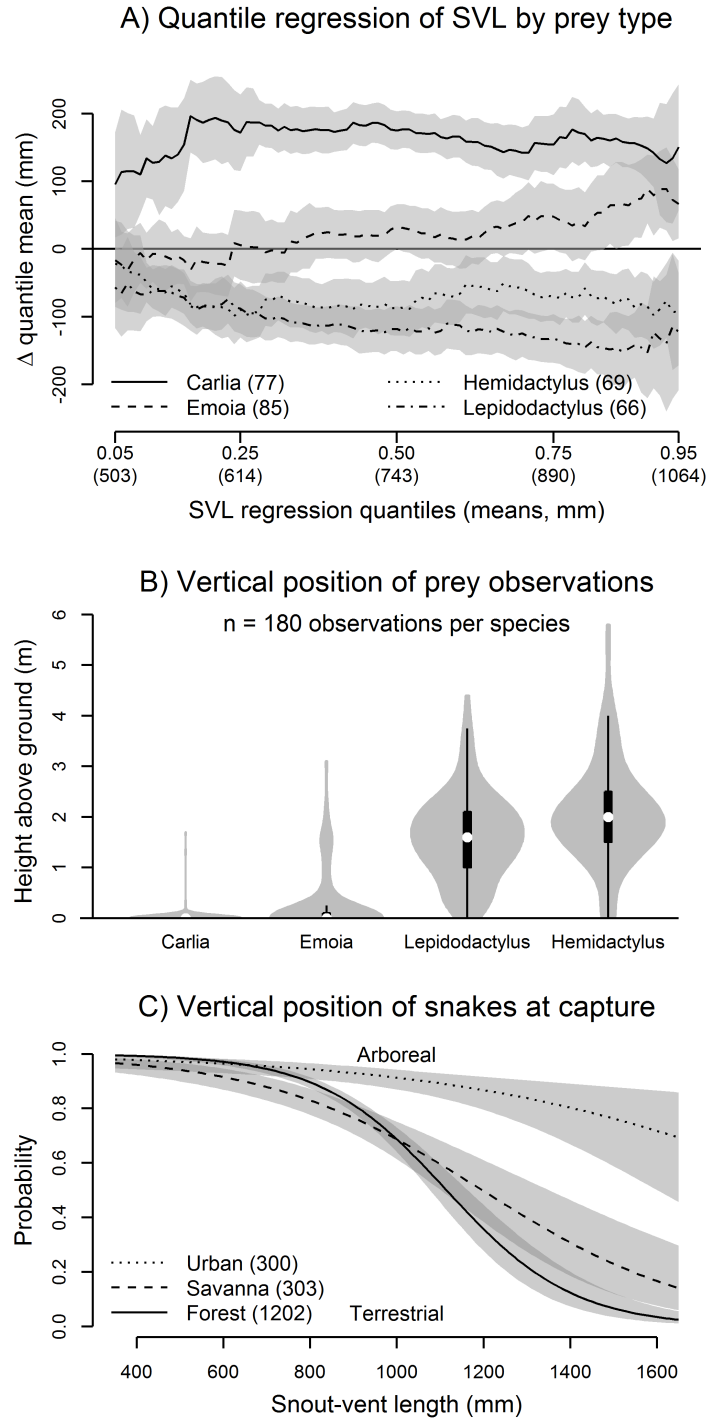 A) Quantile regression of SVL by prey type
Δ quantile mean (mm)
200
100
0
-100
-200
Carlia (77)
Emoia (85)
Hemidactylus (69)
Lepidodactylus (66)
0.05 0.25 0.50 0.75 0.95
(503) (614) (743) (890) (1064)
SVL regression quantiles (means, mm)
B) Vertical position of prey observations
n = 180 observations per species
Height above ground (m)
6
5
4
3
2
1
0
Carlia Emoia Lepidodactylus Hemidactylus
C) Vertical position of snakes at capture
Arboreal
Probability
1.0
0.8
0.6
0.4
0.2
0.0
Urban (300)
Savanna (303)
Forest (1202)
Terrestrial
400 600 800 1000 1200 1400 1600
Snout-vent length (mm)